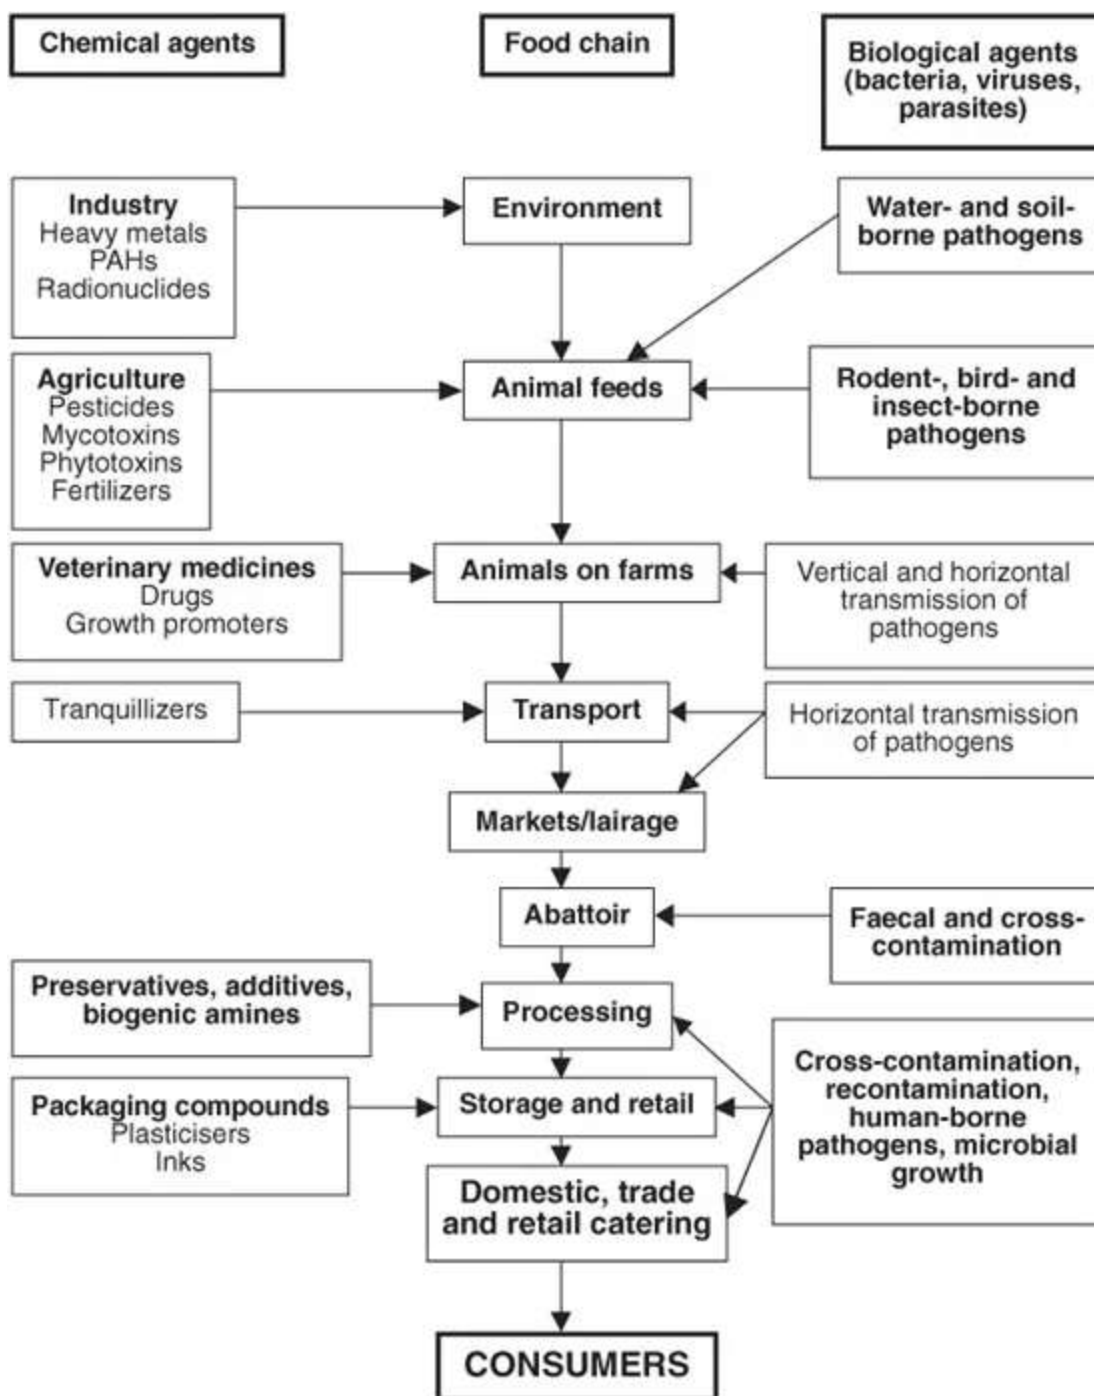 Chemical agents
Food chain
Biological agents
(bacteria, viruses,
parasites)
Industry
Heavy metals
PAHs
Radionuclides
Environment
Water- and soil-
borne pathogens
Agriculture
Pesticides
Mycotoxins
Phytotoxins
Fertilizers
Animal feeds
Rodent-, bird- and
insect-borne
pathogens
Veterinary medicines
Drugs
Growth promoters
Animals on farms
Vertical and horizontal
transmission of
pathogens
Tranquillizers
Transport
Horizontal transmission
of pathogens
Markets/lairage
Abattoir
Faecal and cross-
contamination
Preservatives, additives,
biogenic amines
Processing
Cross-contamination,
recontamination,
human-borne
pathogens, microbial
growth
Packaging compounds
Plasticisers
Inks
Storage and retail
Domestic, trade
and retail catering
CONSUMERS